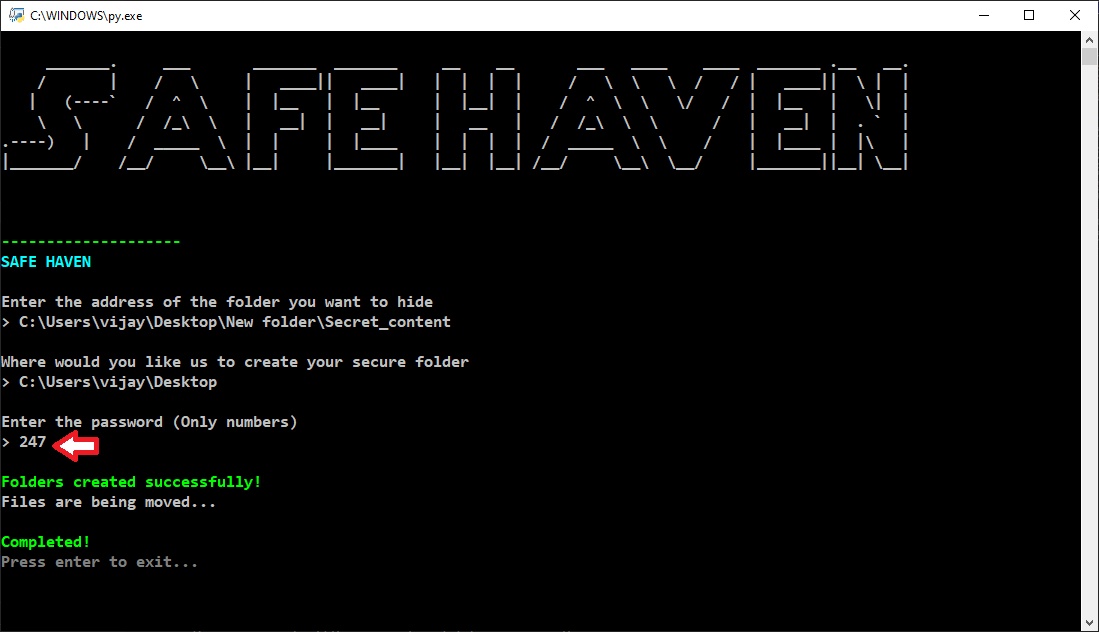 C:\WINDOWS\py.exe
SAFE HAVEN
--------------------
SAFE HAVEN
Enter the address of the folder you want to hide
> C:\Users\vijay\Desktop\New folder\Secret_content
Where would you like us to create your secure folder
> C:\Users\vijay\Desktop
Enter the password (Only numbers)
> 247
Folders created successfully!
Files are being moved...
Completed!
Press enter to exit...